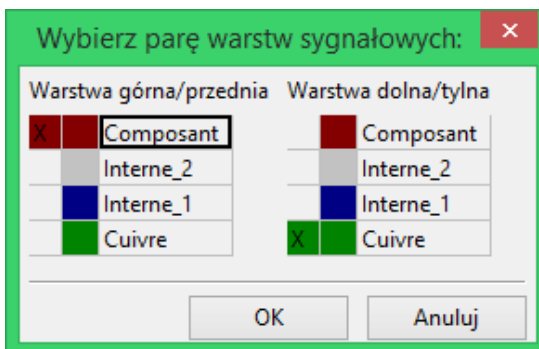 Wybierz parę warstw sygnałowych: ×
Warstwa górna/przednia Warstwa dolna/tylna
X Composant Composant
Interne_2 Interne_2
Interne_1 Interne_1
Cuivre X Cuivre
OK Anuluj